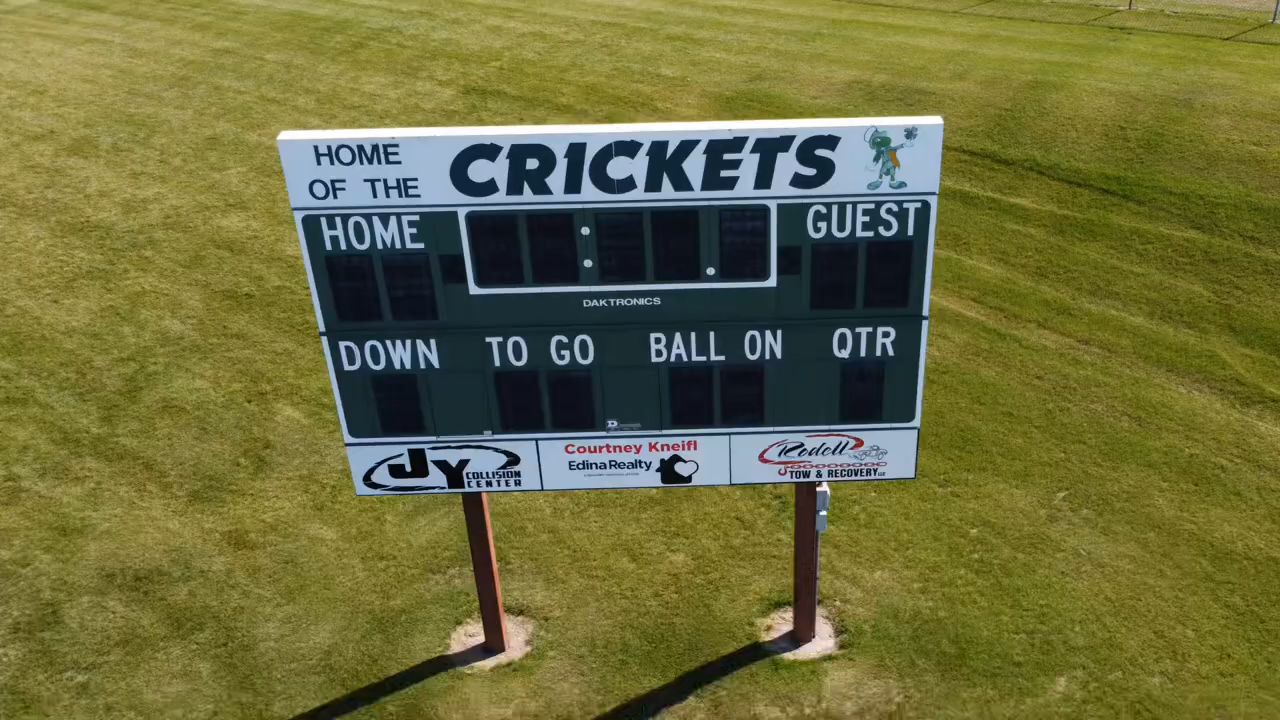 HOME
OF THE
CRICKETS
HOME
GUEST
DAKTRONICS
DOWN
TO GO
BALL ON
QTR
JY COLLISION
CENTER
Courtney Kneifl
Edina Realty
Rodell
TOW & RECOVERY LLC